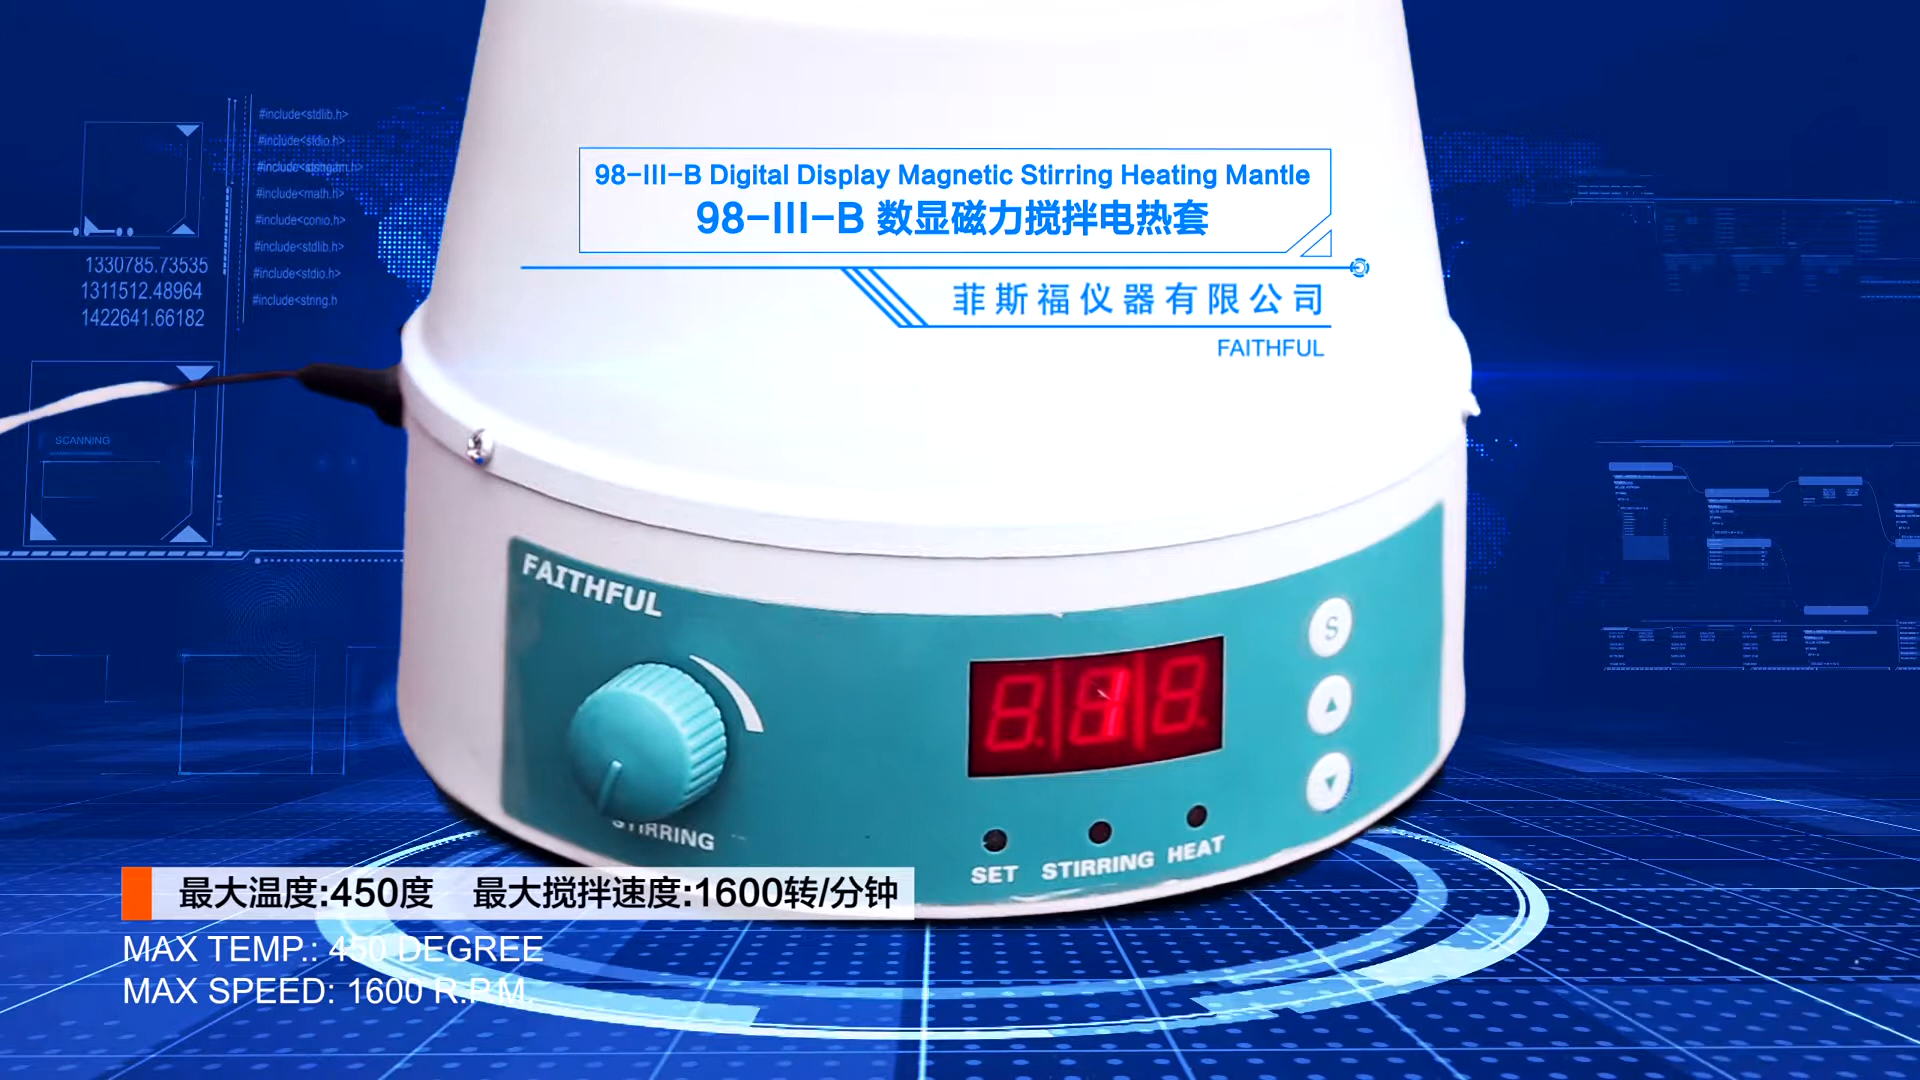 98-III-B Digital Display Magnetic Stirring Heating Mantle
98-III-B 数显磁力搅拌电热套
菲斯福仪器有限公司
FAITHFUL
#include<stdlib.h>
#include<stdio.h>
#include<math.h>
#include<conio.h>
#include<stdlib.h>
#include<stdio.h>
#include<string.h
1330785.73535
1311512.48964
1422641.66182
SCANNING
FAITHFUL
S
STIRRING
SET STIRRING HEAT
最大温度:450度 最大搅拌速度:1600转/分钟
MAX TEMP.: 450 DEGREE
MAX SPEED: 1600 R.P.M.